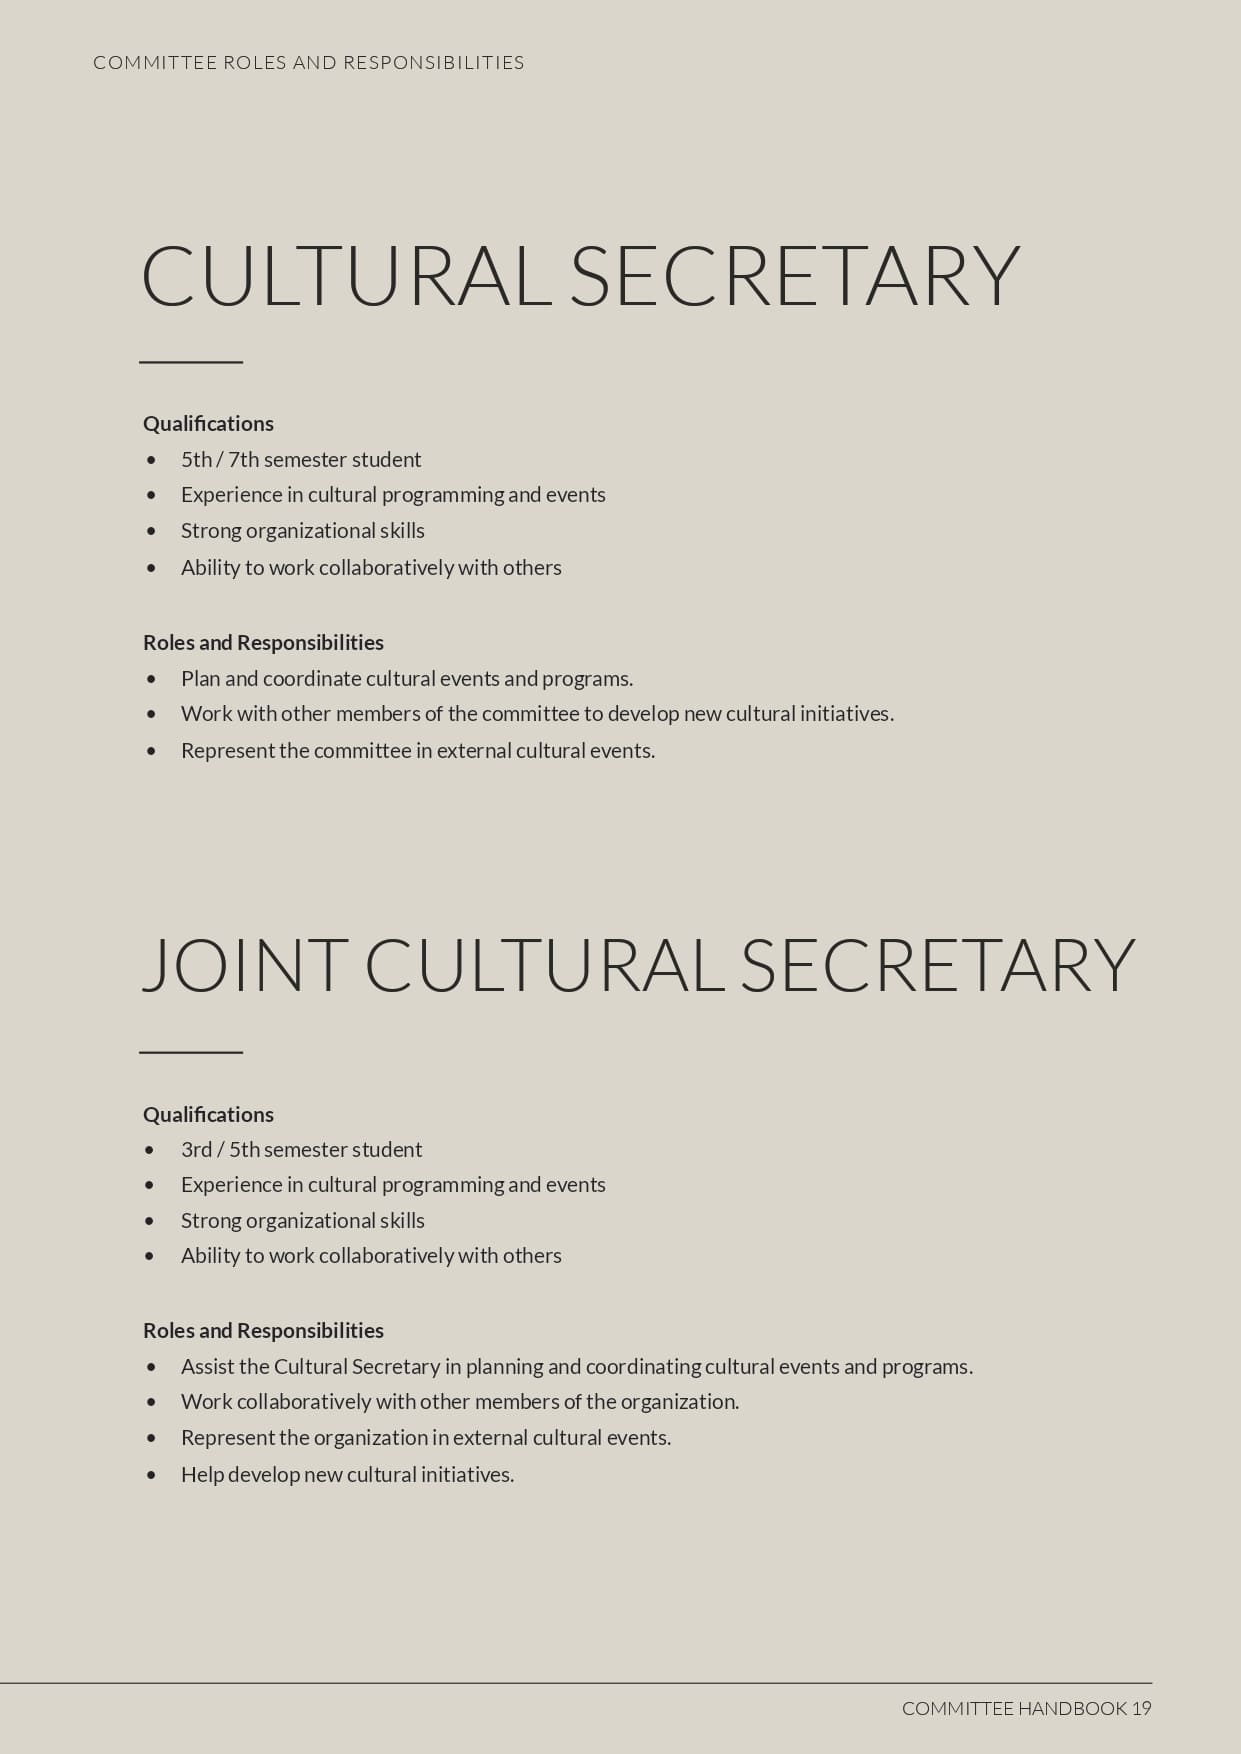 COMMITTEE ROLES AND RESPONSIBILITIES
CULTURAL SECRETARY
Qualifications
• 5th / 7th semester student
• Experience in cultural programming and events
• Strong organizational skills
• Ability to work collaboratively with others
Roles and Responsibilities
• Plan and coordinate cultural events and programs.
• Work with other members of the committee to develop new cultural initiatives.
• Represent the committee in external cultural events.
JOINT CULTURAL SECRETARY
Qualifications
• 3rd / 5th semester student
• Experience in cultural programming and events
• Strong organizational skills
• Ability to work collaboratively with others
Roles and Responsibilities
• Assist the Cultural Secretary in planning and coordinating cultural events and programs.
• Work collaboratively with other members of the organization.
• Represent the organization in external cultural events.
• Help develop new cultural initiatives.
COMMITTEE HANDBOOK 19